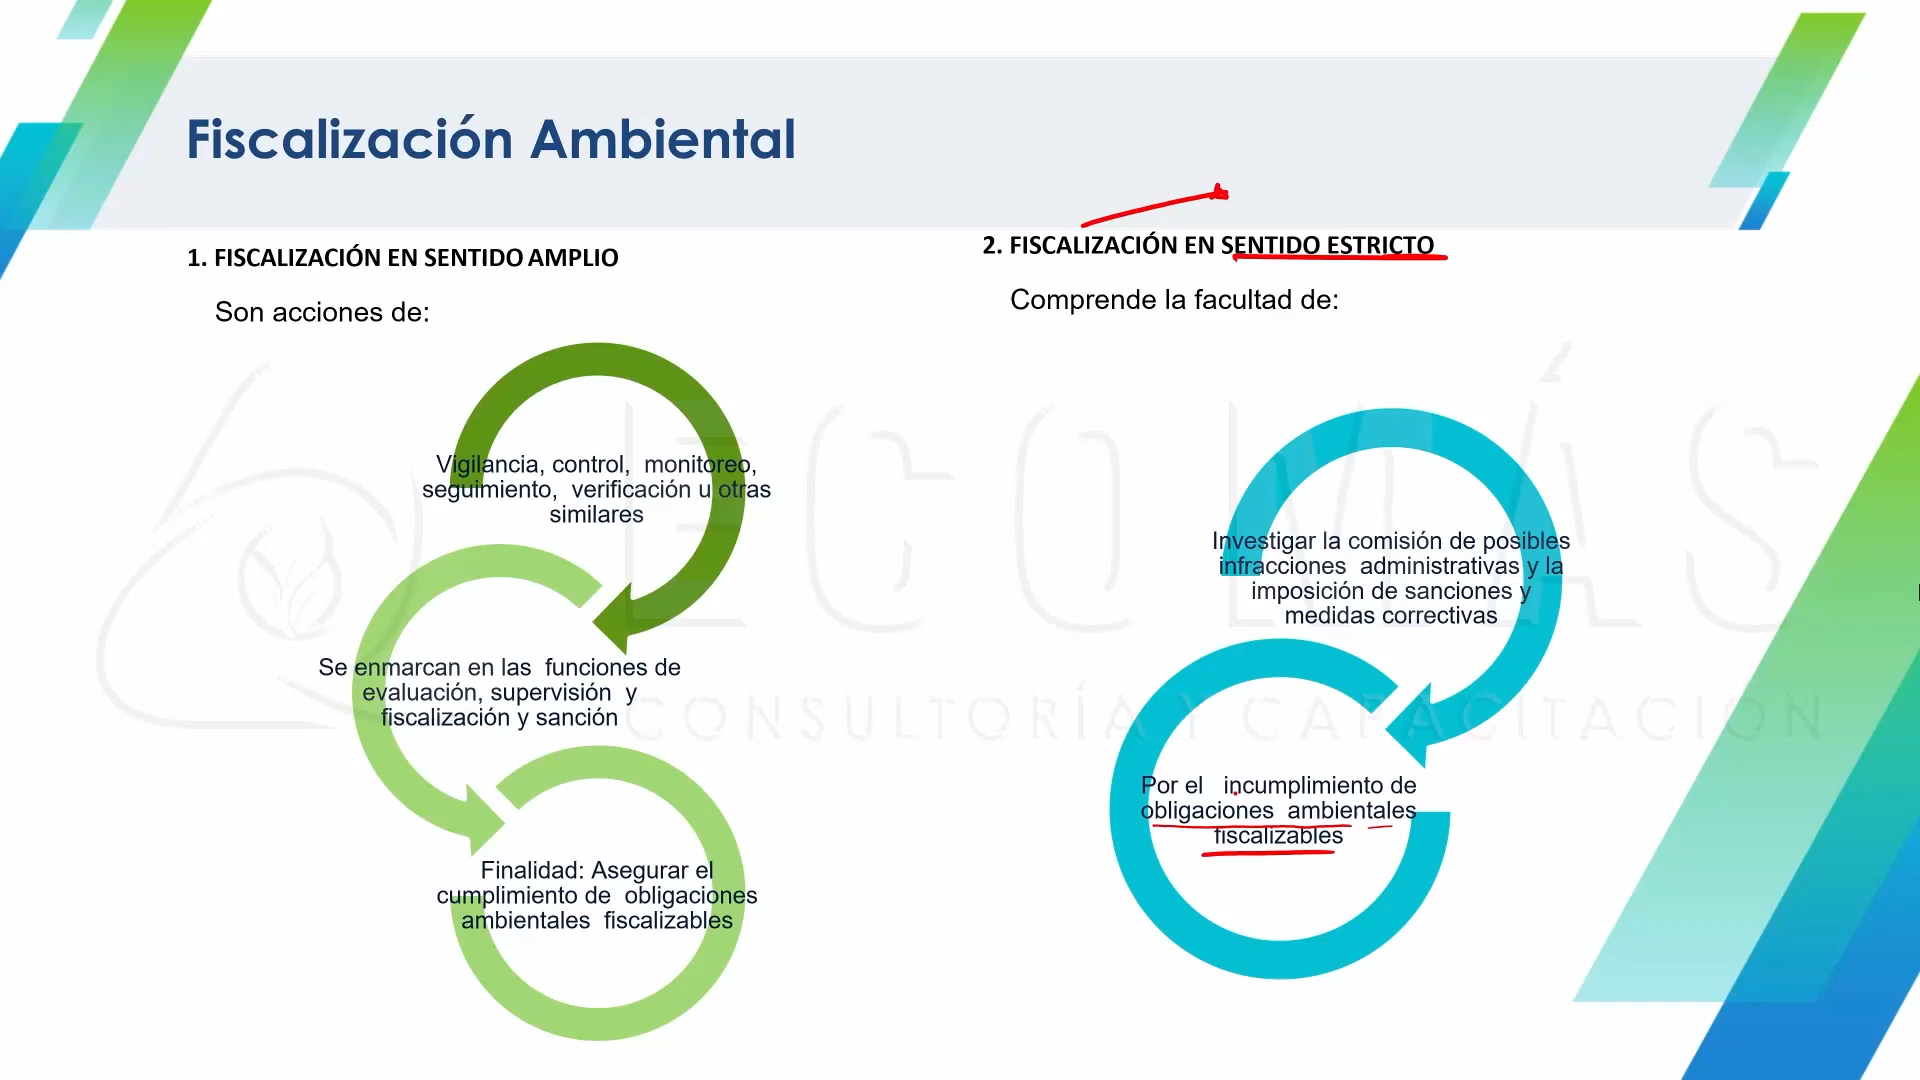 Fiscalización Ambiental
1. FISCALIZACIÓN EN SENTIDO AMPLIO
Son acciones de:
Vigilancia, control, monitoreo,
seguimiento, verificación u otras
similares
Se enmarcan en las funciones de
evaluación, supervisión y
fiscalización y sanción
Finalidad: Asegurar el
cumplimiento de obligaciones
ambientales fiscalizables
2. FISCALIZACIÓN EN SENTIDO ESTRICTO
Comprende la facultad de:
Investigar la comisión de posibles
infracciones administrativas y la
imposición de sanciones y
medidas correctivas
Por el incumplimiento de
obligaciones ambientales
fiscalizables
ECO MÁS
CONSULTORÍA Y CAPACITACIÓN